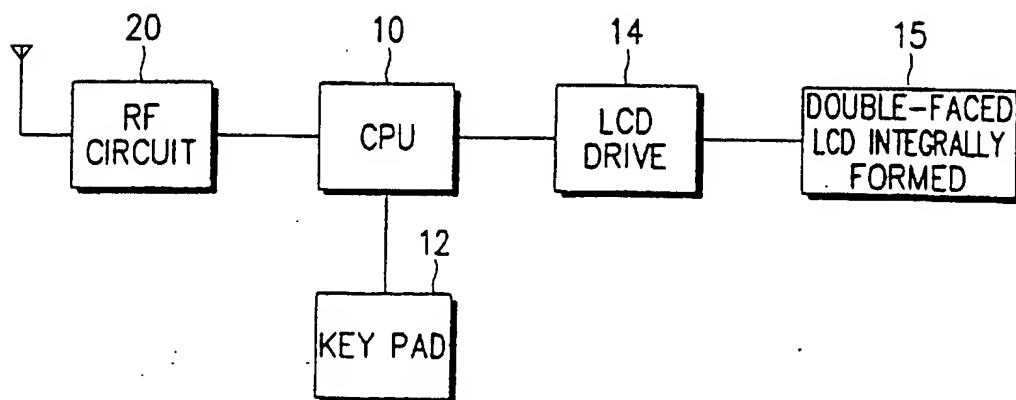 20
10
14
15
RF
CIRCUIT
CPU
LCD
DRIVE
DOUBLE-FACED
LCD INTEGRALLY
FORMED
12
KEY PAD